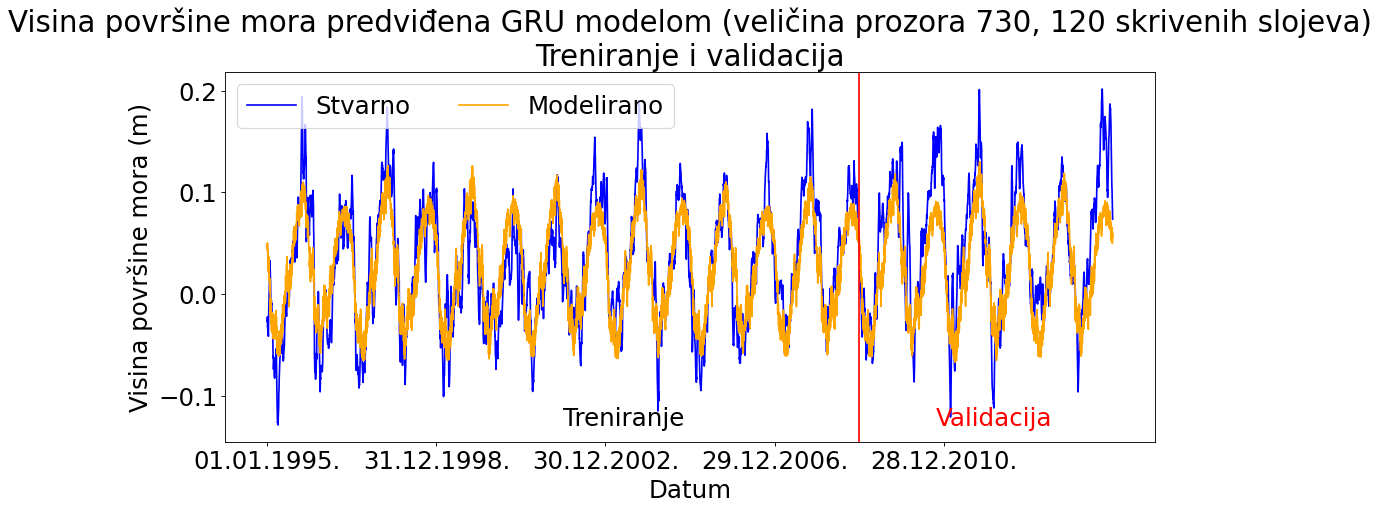 Visina površine mora predviđena GRU modelom (veličina prozora 730, 120 skrivenih slojeva)
Treniranje i validacija
Stvarno
Modelirano
Visina površine mora (m)
0.2
0.1
0.0
−0.1
Treniranje
Validacija
01.01.1995.
31.12.1998.
30.12.2002.
29.12.2006.
28.12.2010.
Datum